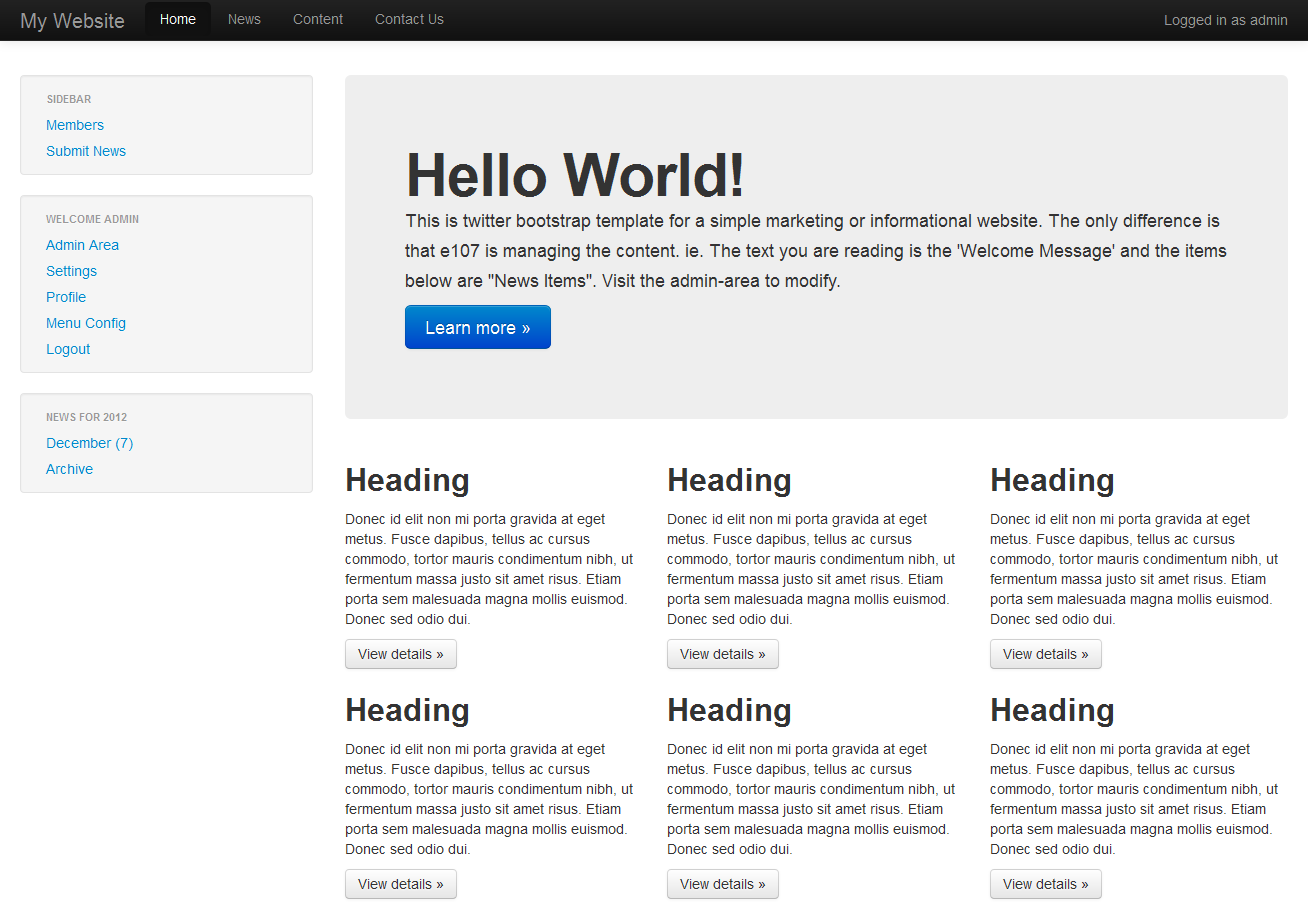 My Website Home News Content Contact Us Logged in as admin
SIDEBAR
Members
Submit News
WELCOME ADMIN
Admin Area
Settings
Profile
Menu Config
Logout
NEWS FOR 2012
December (7)
Archive
Hello World!
This is twitter bootstrap template for a simple marketing or informational website. The only difference is
that e107 is managing the content. ie. The text you are reading is the 'Welcome Message' and the items
below are "News Items". Visit the admin-area to modify.
Learn more »
Heading
Donec id elit non mi porta gravida at eget
metus. Fusce dapibus, tellus ac cursus
commodo, tortor mauris condimentum nibh, ut
fermentum massa justo sit amet risus. Etiam
porta sem malesuada magna mollis euismod.
Donec sed odio dui.
View details »
Heading
Donec id elit non mi porta gravida at eget
metus. Fusce dapibus, tellus ac cursus
commodo, tortor mauris condimentum nibh, ut
fermentum massa justo sit amet risus. Etiam
porta sem malesuada magna mollis euismod.
Donec sed odio dui.
View details »
Heading
Donec id elit non mi porta gravida at eget
metus. Fusce dapibus, tellus ac cursus
commodo, tortor mauris condimentum nibh, ut
fermentum massa justo sit amet risus. Etiam
porta sem malesuada magna mollis euismod.
Donec sed odio dui.
View details »
Heading
Donec id elit non mi porta gravida at eget
metus. Fusce dapibus, tellus ac cursus
commodo, tortor mauris condimentum nibh, ut
fermentum massa justo sit amet risus. Etiam
porta sem malesuada magna mollis euismod.
Donec sed odio dui.
View details »
Heading
Donec id elit non mi porta gravida at eget
metus. Fusce dapibus, tellus ac cursus
commodo, tortor mauris condimentum nibh, ut
fermentum massa justo sit amet risus. Etiam
porta sem malesuada magna mollis euismod.
Donec sed odio dui.
View details »
Heading
Donec id elit non mi porta gravida at eget
metus. Fusce dapibus, tellus ac cursus
commodo, tortor mauris condimentum nibh, ut
fermentum massa justo sit amet risus. Etiam
porta sem malesuada magna mollis euismod.
Donec sed odio dui.
View details »